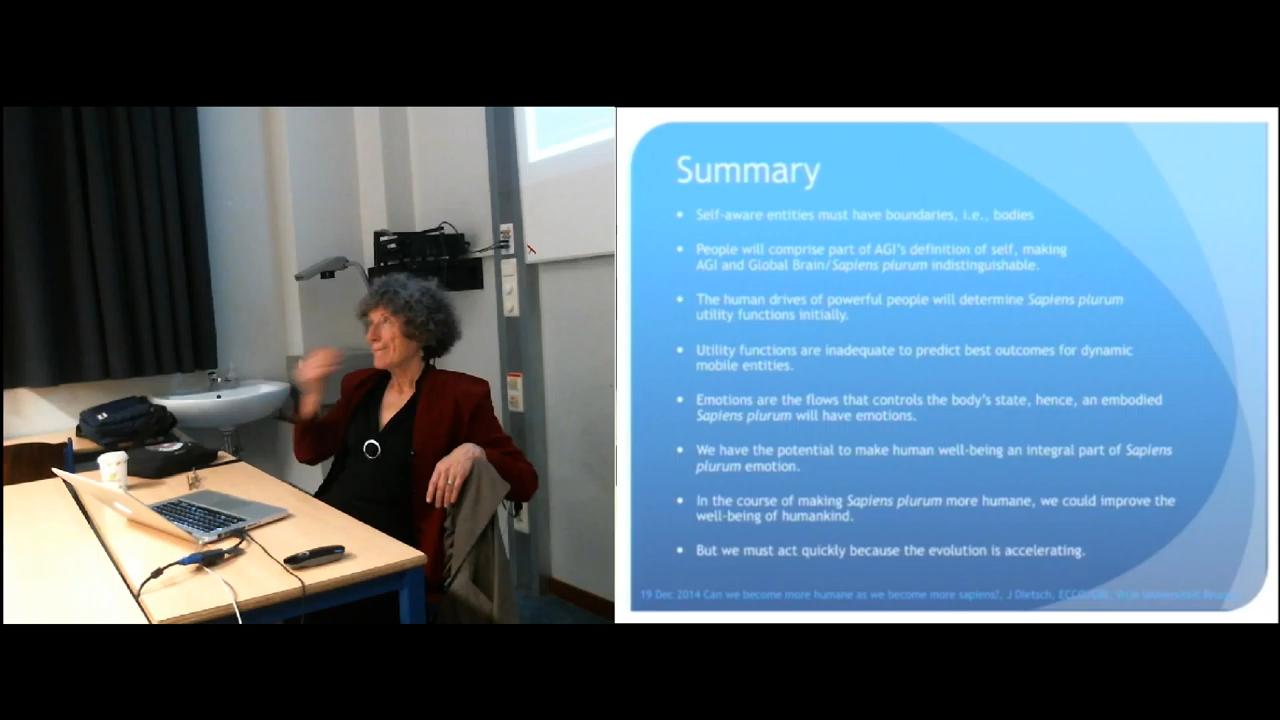 Summary
• Self-aware entities must have boundaries, i.e., bodies
• People will comprise part of AGI's definition of self, making
AGI and Global Brain/Sapiens plurum indistinguishable.
• The human drives of powerful people will determine Sapiens plurum
utility functions initially.
• Utility functions are inadequate to predict best outcomes for dynamic
mobile entities.
• Emotions are the flows that controls the body's state, hence, an embodied
Sapiens plurum will have emotions.
• We have the potential to make human well-being an integral part of Sapiens
plurum emotion.
• In the course of making Sapiens plurum more humane, we could improve the
well-being of humankind.
• But we must act quickly because the evolution is accelerating.
19 Dec 2014 Can we become more humane as we become more sapiens?, J Dietsch, Vrije Universiteit